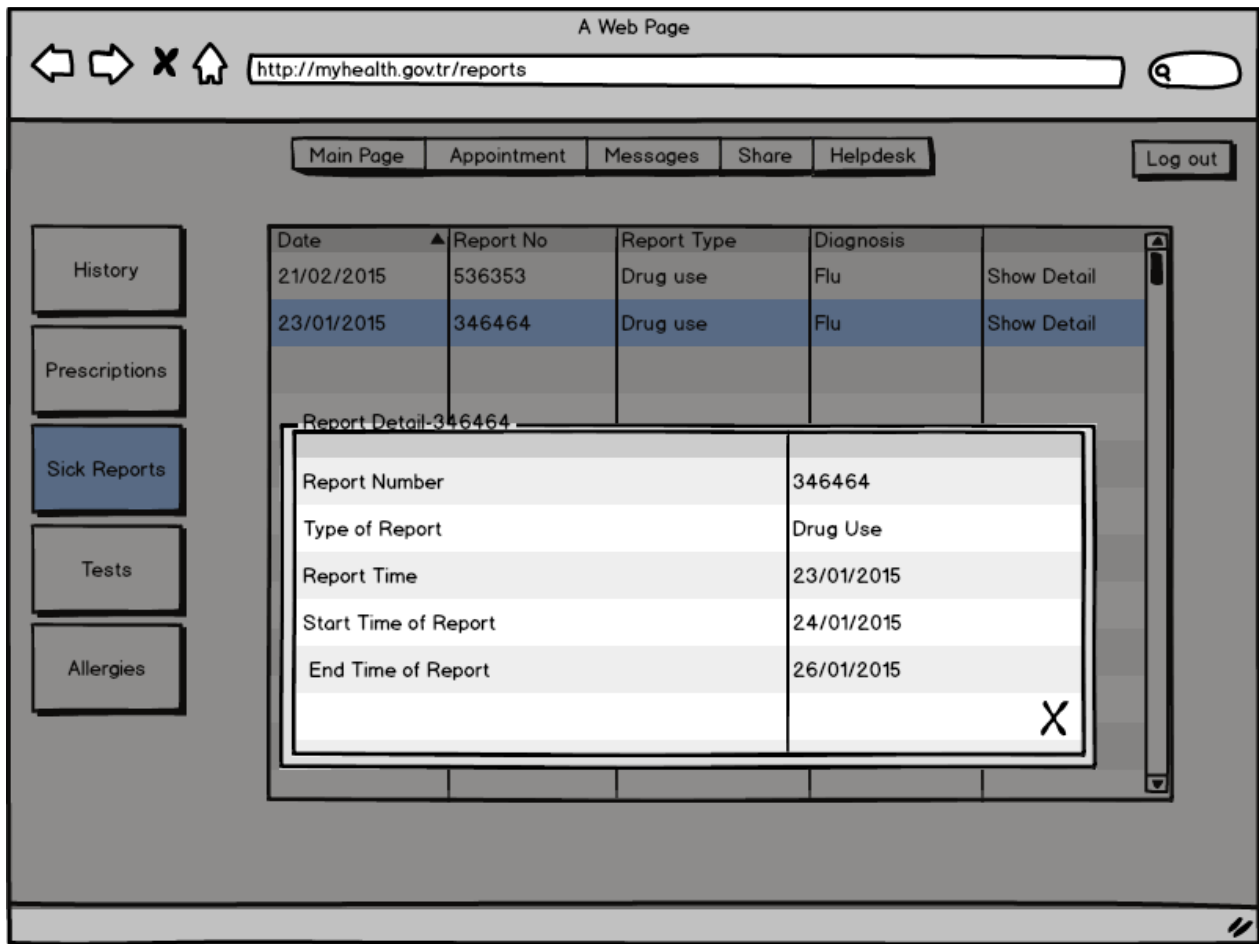 A Web Page
http://myhealth.gov.tr/reports
Main Page Appointment Messages Share Helpdesk
Log out
History
Prescriptions
Sick Reports
Tests
Allergies
Date Report No Report Type Diagnosis
21/02/2015 536353 Drug use Flu Show Detail
23/01/2015 346464 Drug use Flu Show Detail
Report Detail-346464
Report Number 346464
Type of Report Drug Use
Report Time 23/01/2015
Start Time of Report 24/01/2015
End Time of Report 26/01/2015
X